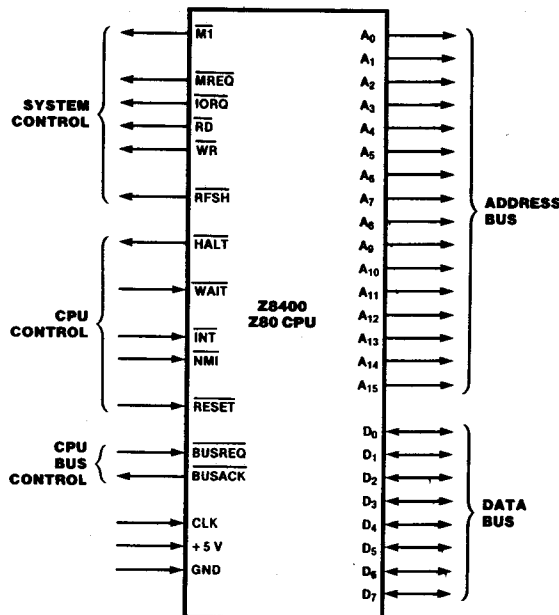 M1
MREQ
IORQ
RD
WR
RFSH
SYSTEM
CONTROL
HALT
WAIT
INT
NMI
RESET
CPU
CONTROL
BUSREQ
BUSACK
CPU
BUS
CONTROL
CLK
+5 V
GND
Z8400
Z80 CPU
A0
A1
A2
A3
A4
A5
A6
A7
A8
A9
A10
A11
A12
A13
A14
A15
ADDRESS
BUS
D0
D1
D2
D3
D4
D5
D6
D7
DATA
BUS